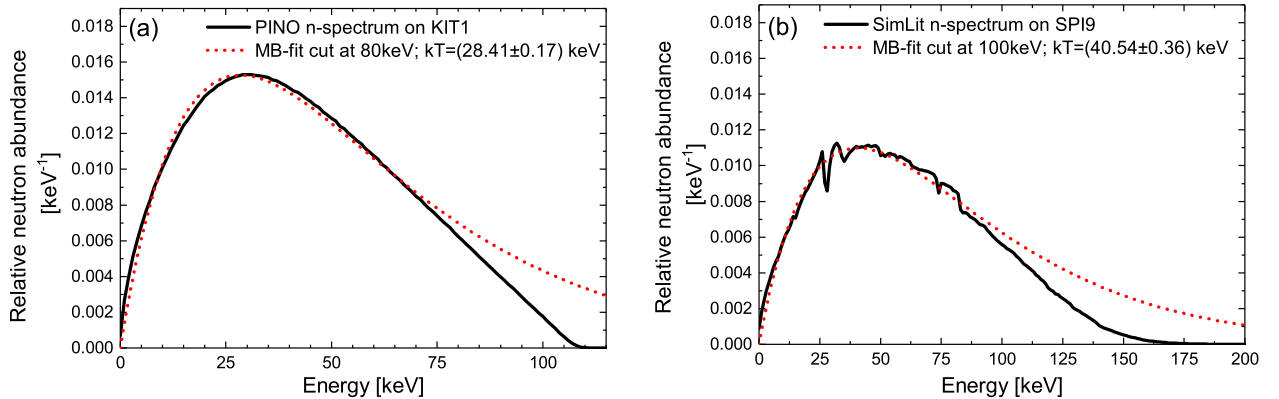 (a)
PINO n-spectrum on KIT1
MB-fit cut at 80keV; kT=(28.41±0.17) keV
Relative neutron abundance
[keV⁻¹]
0.018
0.016
0.014
0.012
0.010
0.008
0.006
0.004
0.002
0.000
0 25 50 75 100
Energy [keV]
(b)
SimLit n-spectrum on SPI9
MB-fit cut at 100keV; kT=(40.54±0.36) keV
Relative neutron abundance
[keV⁻¹]
0.018
0.016
0.014
0.012
0.010
0.008
0.006
0.004
0.002
0.000
0 25 50 75 100 125 150 175 200
Energy [keV]